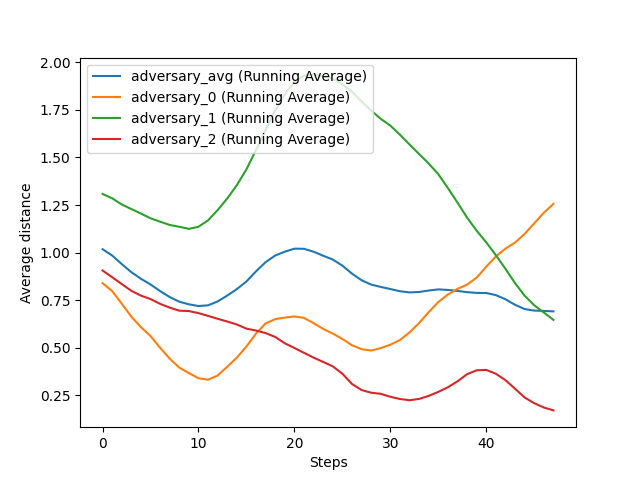 2.00
1.75
1.50
1.25
1.00
0.75
0.50
0.25
Average distance
adversary_avg (Running Average)
adversary_0 (Running Average)
adversary_1 (Running Average)
adversary_2 (Running Average)
0 10 20 30 40
Steps